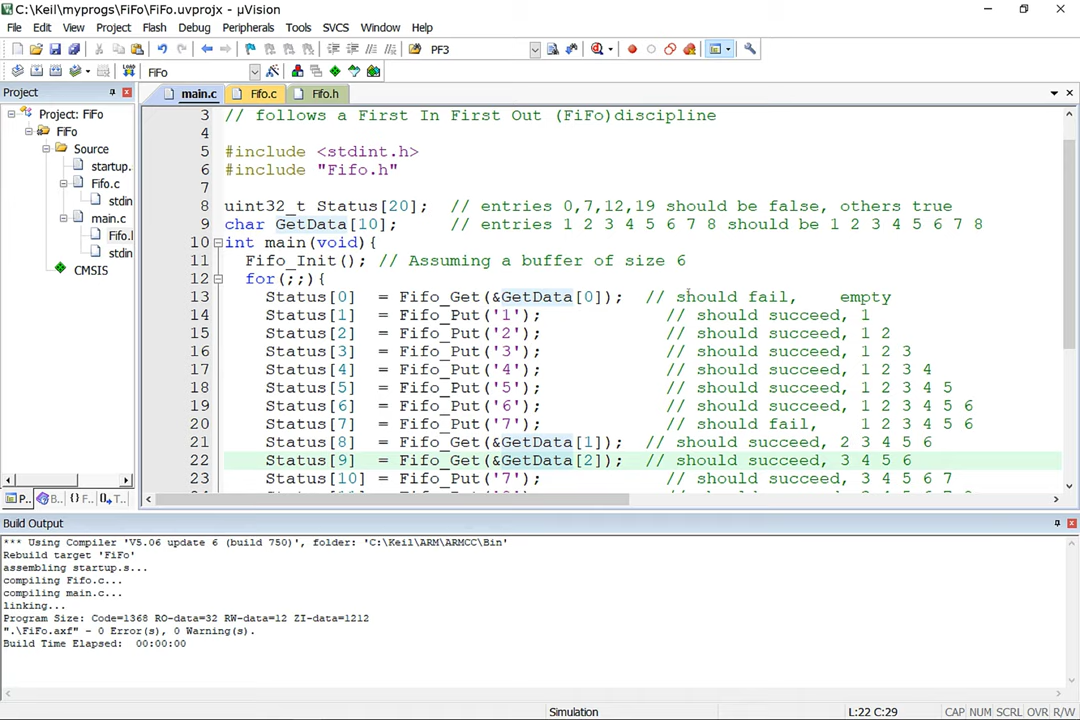 C:\Keil\myprogs\FiFo\FiFo.uvprojx - µVision
File Edit View Project Flash Debug Peripherals Tools SVCS Window Help
PF3
FiFo
Project
main.c Fifo.c Fifo.h
Project: FiFo
FiFo
Source
startup.
Fifo.c
stdin
main.c
Fifo.l
stdin
CMSIS
3 // follows a First In First Out (FiFo)discipline
4
5 #include <stdint.h>
6 #include "Fifo.h"
7
8 uint32_t Status[20]; // entries 0,7,12,19 should be false, others true
9 char GetData[10]; // entries 1 2 3 4 5 6 7 8 should be 1 2 3 4 5 6 7 8
10 int main(void){
11 Fifo_Init(); // Assuming a buffer of size 6
12 for(;;){
13 Status[0] = Fifo_Get(&GetData[0]); // should fail, empty
14 Status[1] = Fifo_Put('1'); // should succeed, 1
15 Status[2] = Fifo_Put('2'); // should succeed, 1 2
16 Status[3] = Fifo_Put('3'); // should succeed, 1 2 3
17 Status[4] = Fifo_Put('4'); // should succeed, 1 2 3 4
18 Status[5] = Fifo_Put('5'); // should succeed, 1 2 3 4 5
19 Status[6] = Fifo_Put('6'); // should succeed, 1 2 3 4 5 6
20 Status[7] = Fifo_Put('7'); // should fail, 1 2 3 4 5 6
21 Status[8] = Fifo_Get(&GetData[1]); // should succeed, 2 3 4 5 6
22 Status[9] = Fifo_Get(&GetData[2]); // should succeed, 3 4 5 6
23 Status[10] = Fifo_Put('7'); // should succeed, 3 4 5 6 7
P... B... {} F... T...
Build Output
*** Using Compiler 'V5.06 update 6 (build 750)', folder: 'C:\Keil\ARM\ARMCC\Bin'
Rebuild target 'FiFo'
assembling startup.s...
compiling Fifo.c...
compiling main.c...
linking...
Program Size: Code=1368 RO-data=32 RW-data=12 ZI-data=1212
".\FiFo.axf" - 0 Error(s), 0 Warning(s).
Build Time Elapsed: 00:00:00
Simulation L:22 C:29 CAP NUM SCRL OVR R/W